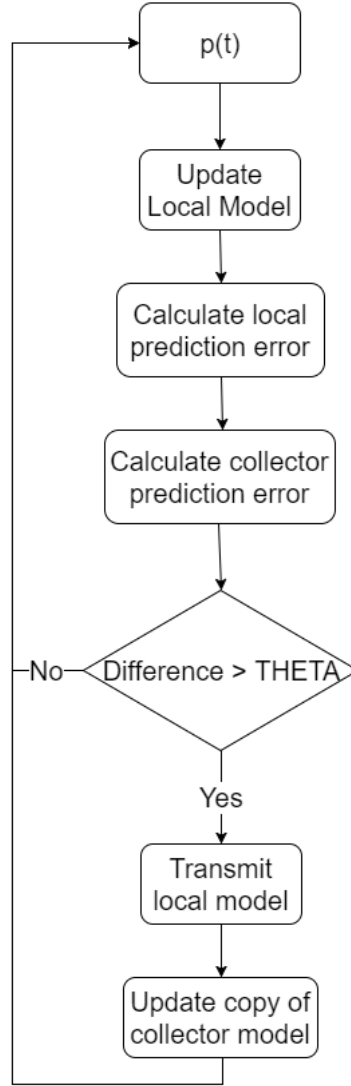 p(t)
Update
Local Model
Calculate local
prediction error
Calculate collector
prediction error
No
Difference > THETA
Yes
Transmit
local model
Update copy of
collector model